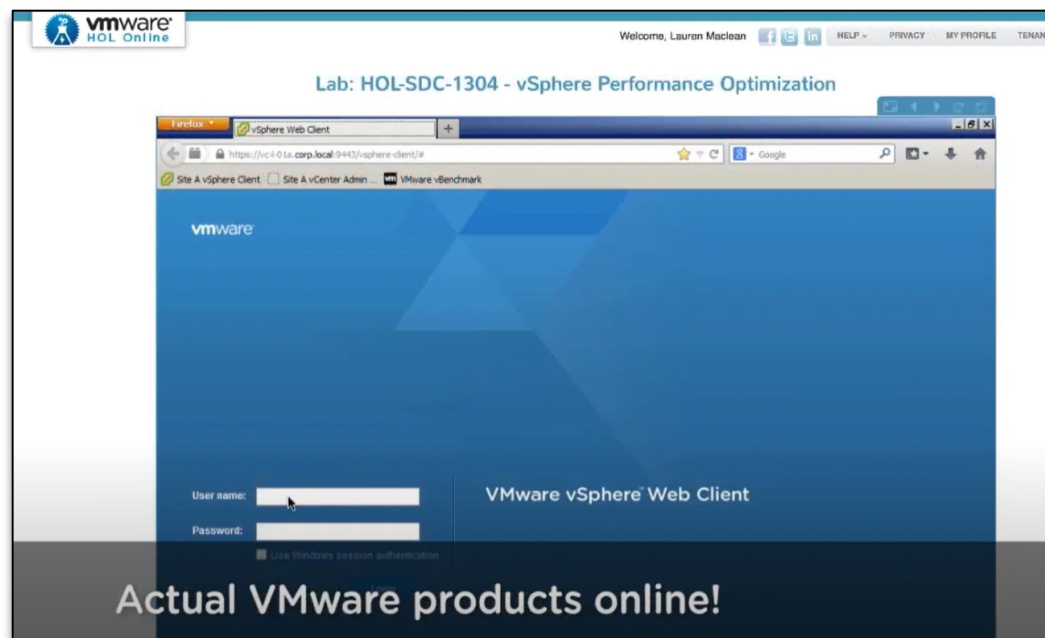 vmware
HOL Online
Welcome, Lauren Maclean HELP PRIVACY MY PROFILE TENAN
Lab: HOL-SDC-1304 - vSphere Performance Optimization
Firefox vSphere Web Client
https://vc-l-01a.corp.local:9443/vsphere-client/# Google
Site A vSphere Client Site A vCenter Admin ... VMware vBenchmark
vmware
User name: VMware vSphere™ Web Client
Password:
Use Windows session authentication
Actual VMware products online!